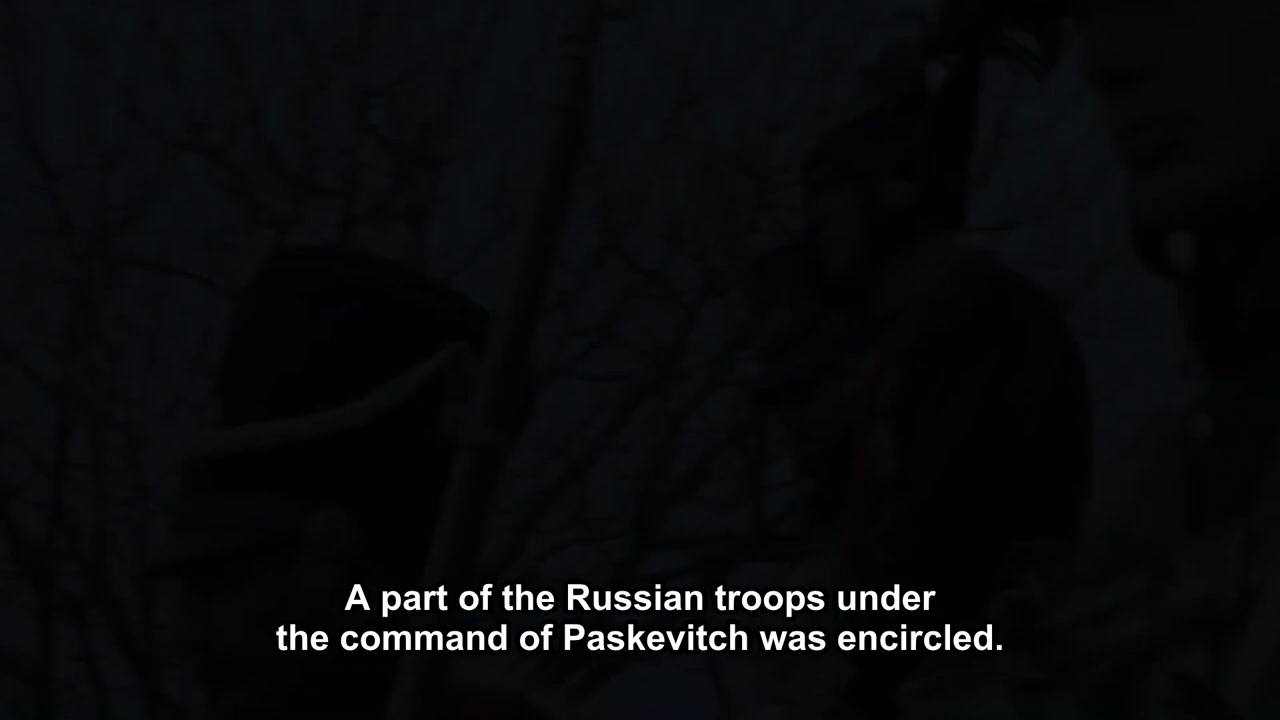 A part of the Russian troops under
the command of Paskevitch was encircled.